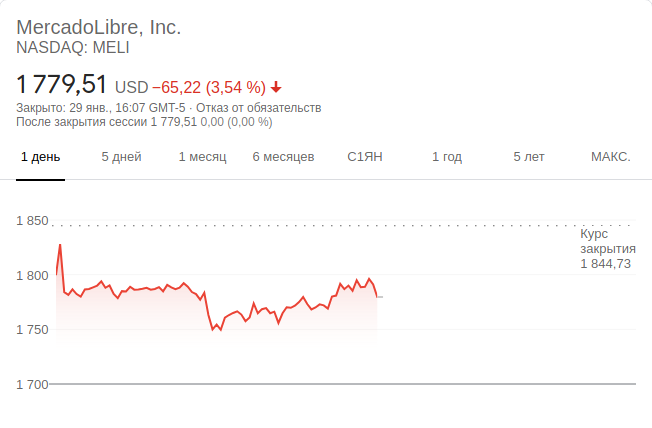 MercadoLibre, Inc.
NASDAQ: MELI
1 779,51 USD −65,22 (3,54 %)
Закрыто: 29 янв., 16:07 GMT-5 · Отказ от обязательств
После закрытия сессии 1 779,51 0,00 (0,00 %)
1 день 5 дней 1 месяц 6 месяцев С1ЯН 1 год 5 лет МАКС.
1 850
Курс
закрытия
1 844,73
1 800
1 750
1 700